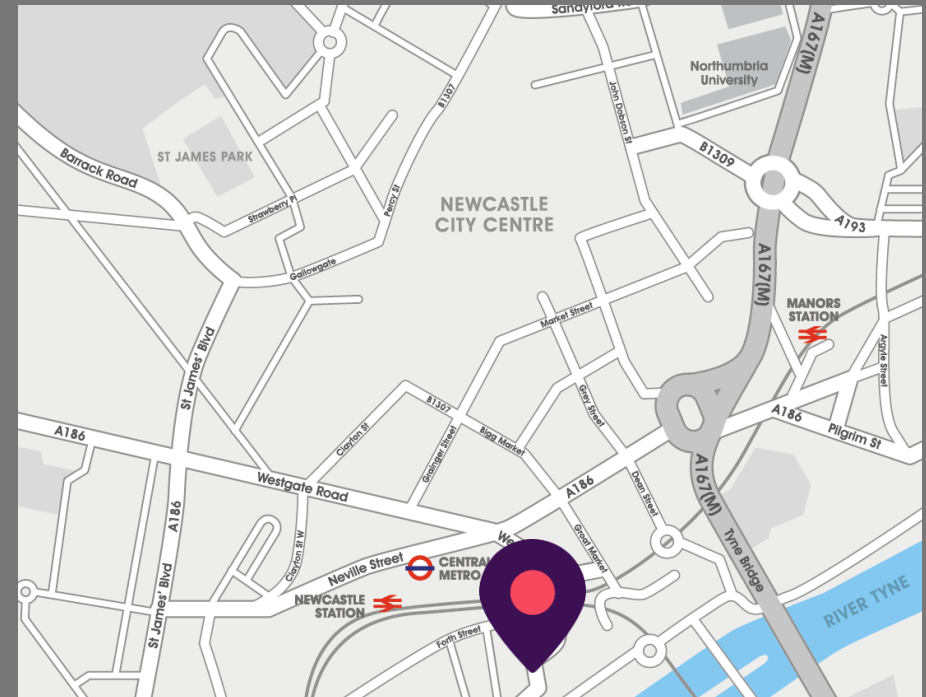 Sandyford
A167(M)
Northumbria
University
B1307
John Dobson St
B1309
ST JAMES PARK
Barrack Road
Strawberry Pl
Percy St
NEWCASTLE
CITY CENTRE
A193
Gallowgate
A167(M)
MANORS
STATION
Market Street
St James' Blvd
Argyle Street
B1307
Grey Street
A186
Pilgrim St
A186
Clayton St
Grainger Street
Bigg Market
Westgate Road
A186
A167(M)
Dean Street
A186
Groat Market
Tyne Bridge
Clayton St W
Neville Street
CENTRAL
METRO
NEWCASTLE
STATION
St James' Blvd
Forth Street
RIVER TYNE